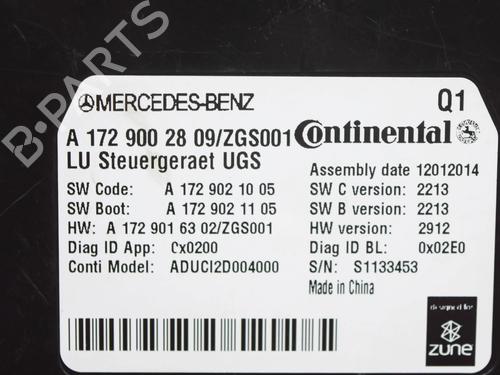 B-PARTS
MERCEDES-BENZ Q1
A 172 900 28 09/ZGS001 Continental
LU Steuergeraet UGS
Assembly date 12012014
SW Code: A 172 902 10 05 SW C version: 2213
SW Boot: A 172 902 11 05 SW B version: 2213
HW: A 172 901 63 02/ZGS001 HW version: 2912
Diag ID App: 0x0200 Diag ID BL: 0x02E0
Conti Model: ADUCI2D004000 S/N: S1133453
Made in China
designed for
zune